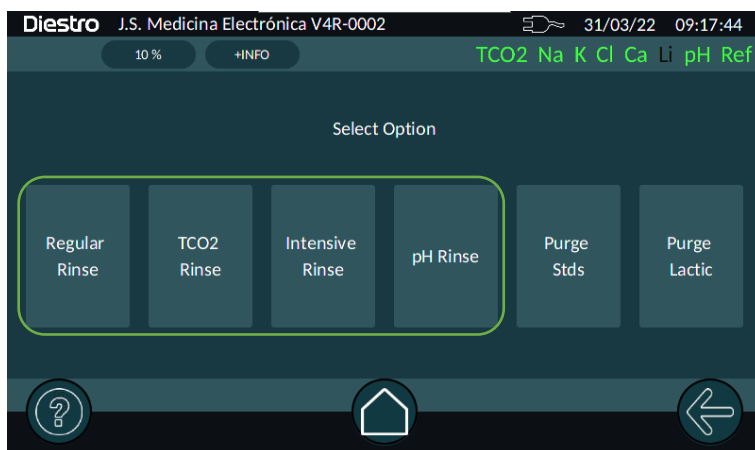 Diestro J.S. Medicina Electrónica V4R-0002 31/03/22 09:17:44
10 % +INFO TCO2 Na K Cl Ca Li pH Ref
Select Option
Regular
Rinse
TCO2
Rinse
Intensive
Rinse
pH Rinse
Purge
Stds
Purge
Lactic
?